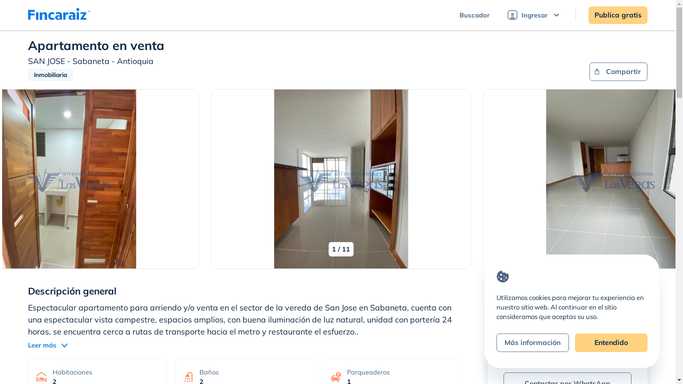 Fincaraiz
Buscador
Ingresar
Publica gratis
Apartamento en venta
SAN JOSE - Sabaneta - Antioquia
Inmobiliaria
Compartir
Las Vegas
Las Vegas
Las Vegas
1 / 11
Descripción general
Espectacular apartamento para arriendo y/o venta en el sector de la vereda de San Jose en Sabaneta, cuenta con
una espectacular vista campestre, espacios amplios, con buena iluminación de luz natural, unidad con portería 24
horas, se encuentra cerca a rutas de transporte hacia el metro y restaurante el esfuerzo..
Leer más
Habitaciones
2
Baños
2
Parqueaderos
1
Utilizamos cookies para mejorar tu experiencia en
nuestro sitio web. Al continuar en el sitio
consideramos que aceptas su uso.
Más información
Entendido
Contactar por WhatsApp